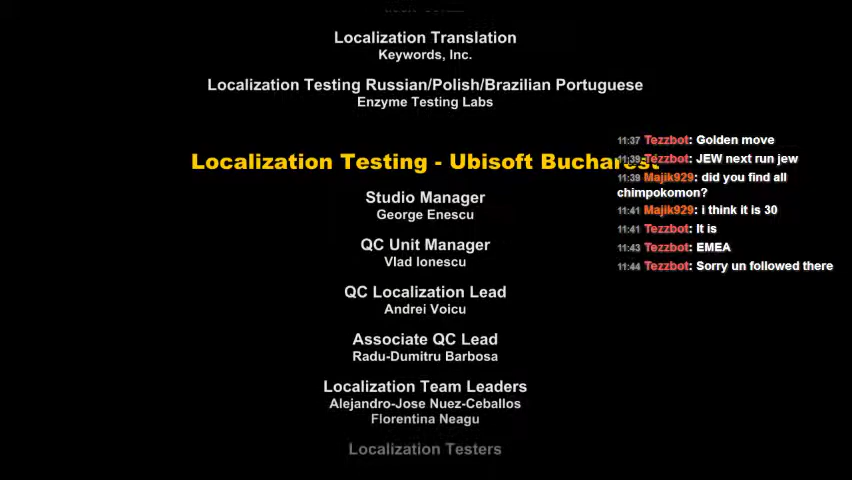 Localization Translation
Keywords, Inc.
Localization Testing Russian/Polish/Brazilian Portuguese
Enzyme Testing Labs
Localization Testing - Ubisoft Bucharest
Studio Manager
George Enescu
QC Unit Manager
Vlad Ionescu
QC Localization Lead
Andrei Voicu
Associate QC Lead
Radu-Dumitru Barbosa
Localization Team Leaders
Alejandro-Jose Nuez-Ceballos
Florentina Neagu
Localization Testers
11:37 Tezzbot: Golden move
11:39 Tezzbot: JEW next run jew
11:39 Majik929: did you find all
chimpokomon?
11:41 Majik929: i think it is 30
11:41 Tezzbot: It is
11:43 Tezzbot: EMEA
11:44 Tezzbot: Sorry un followed there